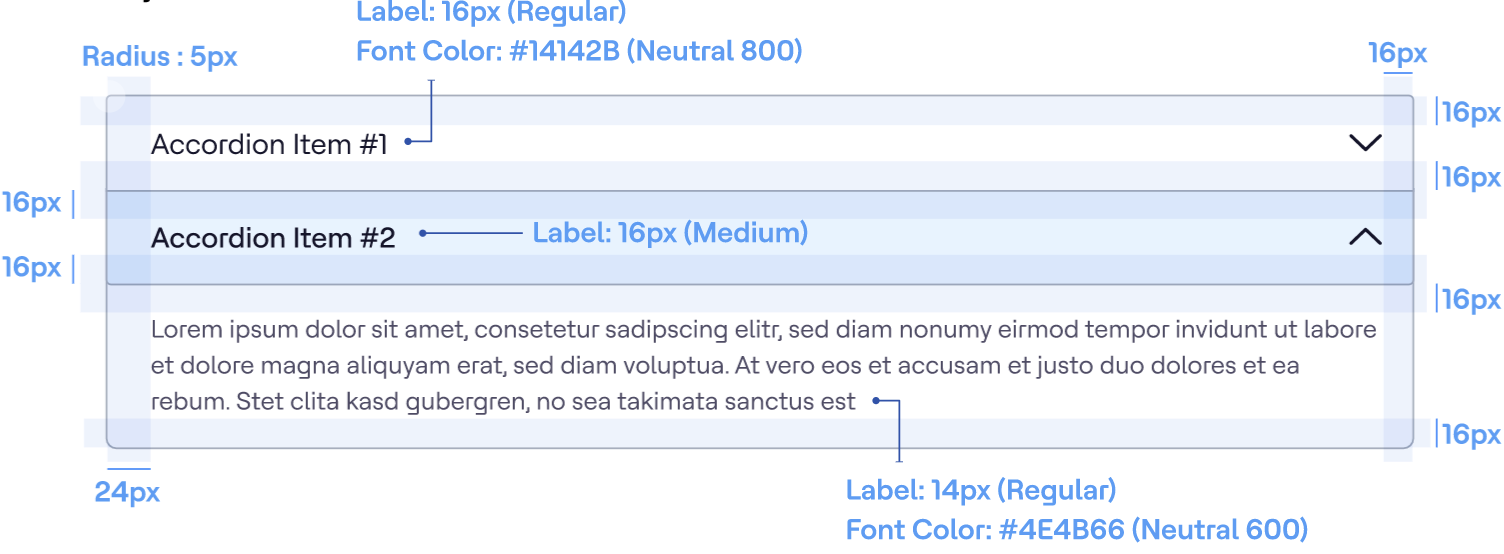 Label: 16px (Regular)
Font Color: #14142B (Neutral 800)
Radius : 5px
16px
16px
Accordion Item #1
16px
16px
Accordion Item #2
Label: 16px (Medium)
16px
16px
Lorem ipsum dolor sit amet, consetetur sadipscing elitr, sed diam nonumy eirmod tempor invidunt ut labore
et dolore magna aliquyam erat, sed diam voluptua. At vero eos et accusam et justo duo dolores et ea
rebum. Stet clita kasd gubergren, no sea takimata sanctus est
16px
24px
Label: 14px (Regular)
Font Color: #4E4B66 (Neutral 600)